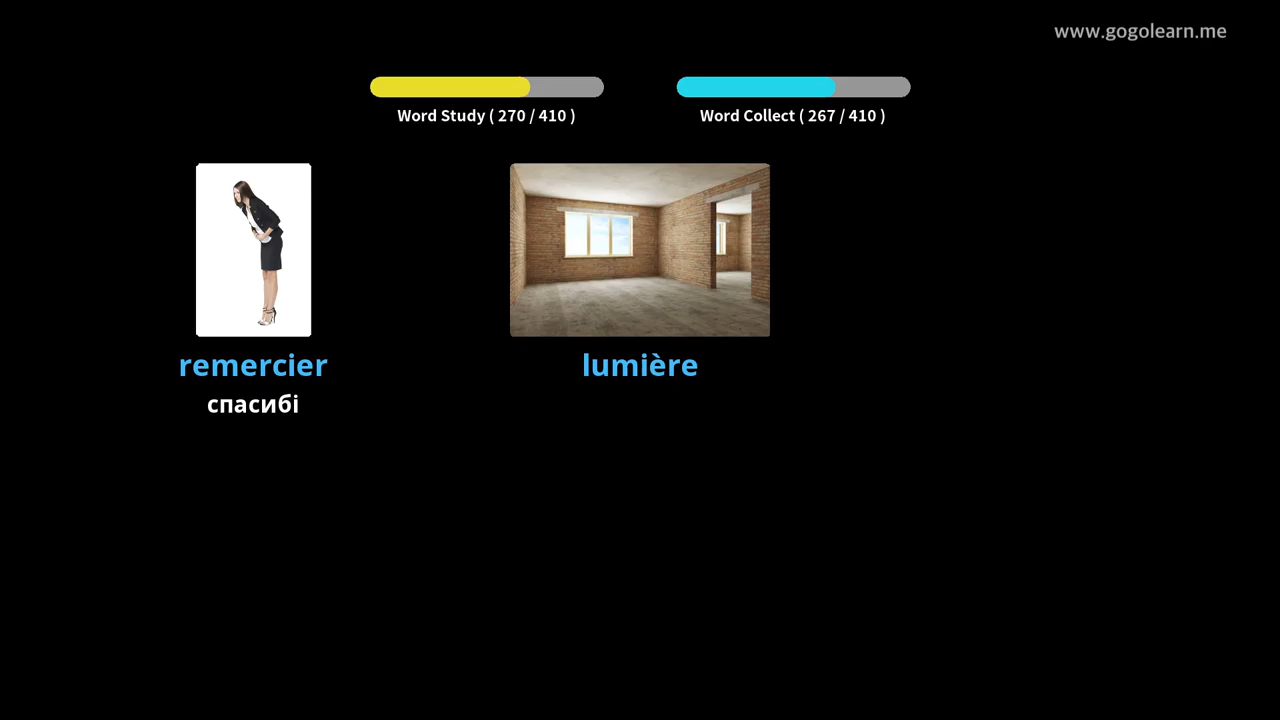 www.gogolearn.me
Word Study ( 270 / 410 )
Word Collect ( 267 / 410 )
remercier
спасибі
lumière